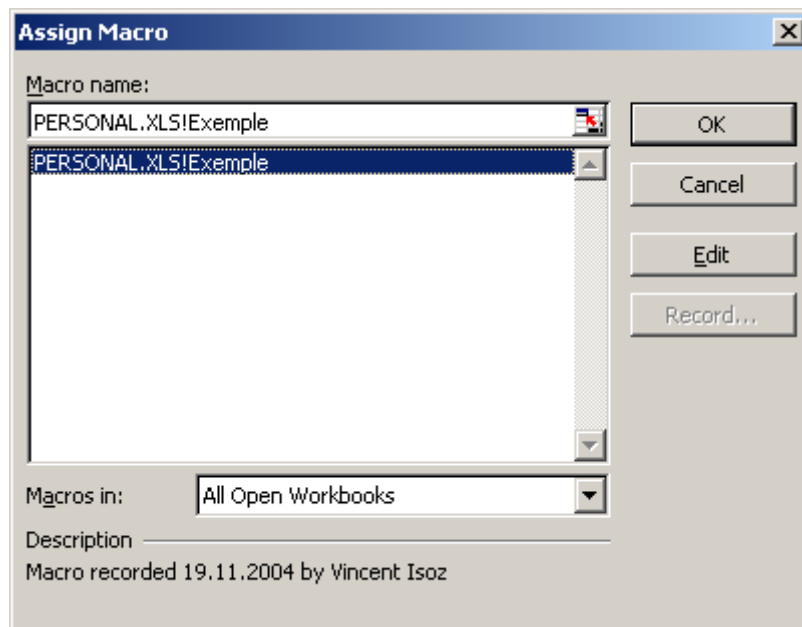 Assign Macro
Macro name:
PERSONAL.XLS!Exemple
OK
PERSONAL.XLS!Exemple
Cancel
Edit
Record...
Macros in:
All Open Workbooks
Description
Macro recorded 19.11.2004 by Vincent Isoz